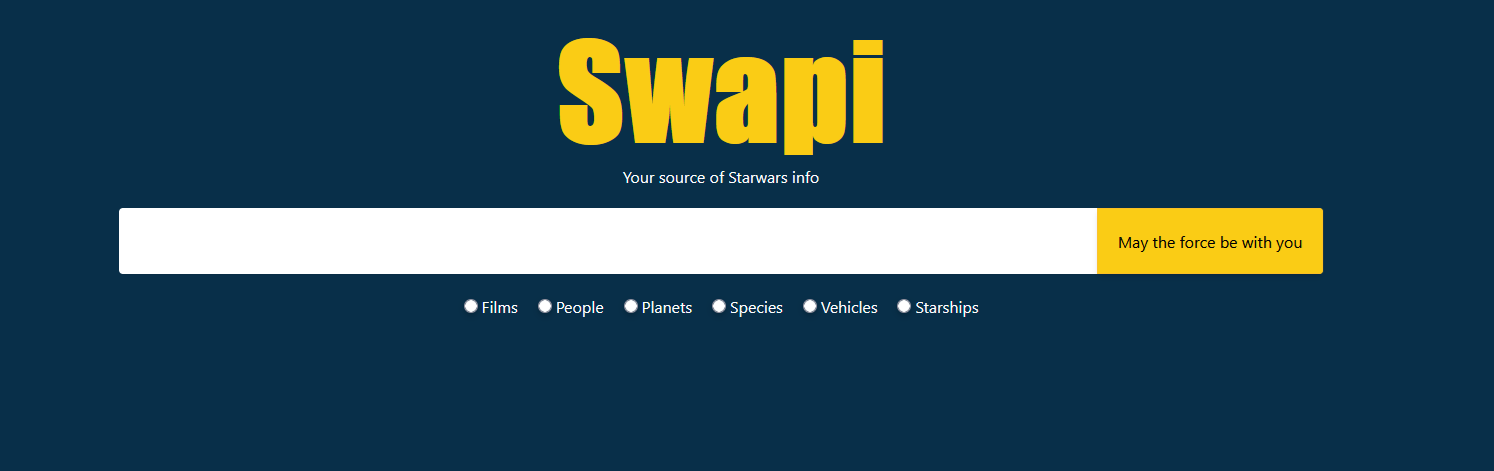 Swapi
Your source of Starwars info
May the force be with you
Films People Planets Species Vehicles Starships